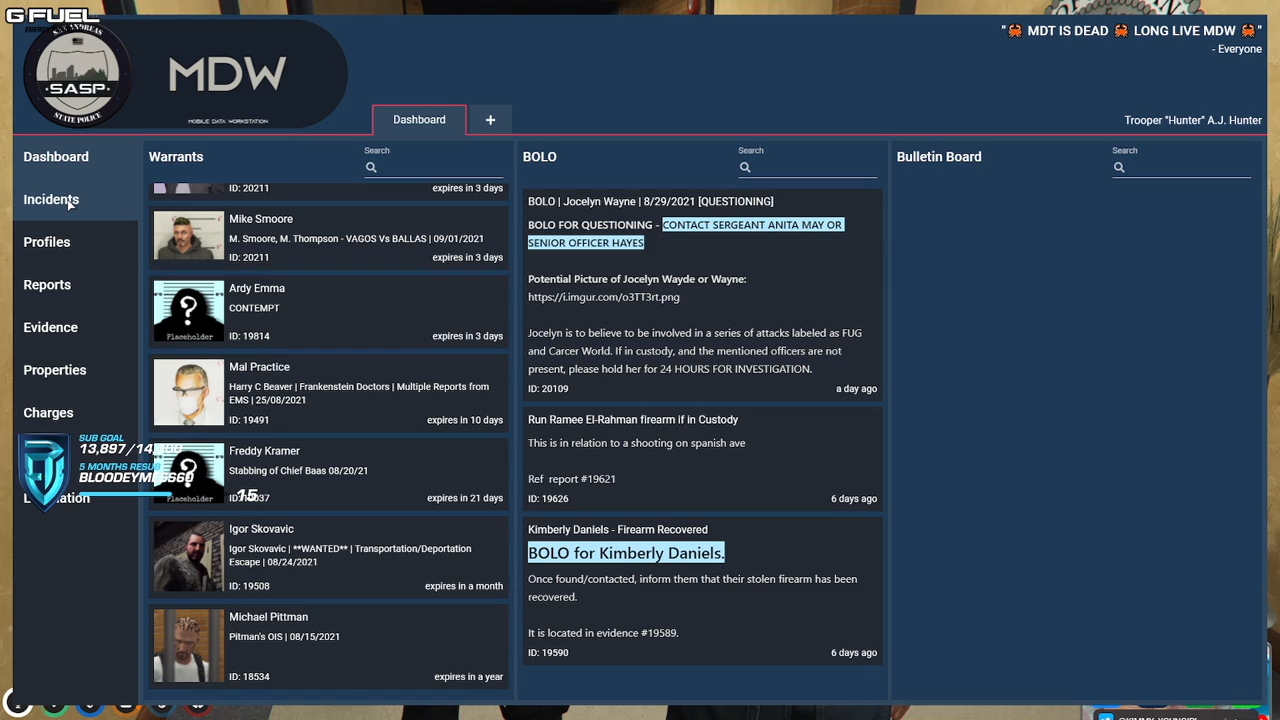 G FUEL
SAN ANDREAS
SASP
STATE POLICE
MDW
MOBILE DATA WORKSTATION
" 🦀 MDT IS DEAD 🦀 LONG LIVE MDW 🦀 "
- Everyone
Dashboard
+
Trooper "Hunter" A.J. Hunter
Dashboard
Incidents
Profiles
Reports
Evidence
Properties
Charges
SUB GOAL
13,897/14,
5 MONTHS RESUB
15
Warrants
Search
ID: 20211
expires in 3 days
Mike Smoore
M. Smoore, M. Thompson - VAGOS Vs BALLAS | 09/01/2021
ID: 20211
expires in 3 days
Ardy Emma
CONTEMPT
Placeholder
ID: 19814
expires in 3 days
Mal Practice
Harry C Beaver | Frankenstein Doctors | Multiple Reports from
EMS | 25/08/2021
ID: 19491
expires in 10 days
Freddy Kramer
Stabbing of Chief Baas 08/20/21
Placeholder
expires in 21 days
Igor Skovavic
Igor Skovavic | **WANTED** | Transportation/Deportation
Escape | 08/24/2021
ID: 19508
expires in a month
Michael Pittman
Pitman's OIS | 08/15/2021
ID: 18534
expires in a year
BOLO
Search
BOLO | Jocelyn Wayne | 8/29/2021 [QUESTIONING]
BOLO FOR QUESTIONING - CONTACT SERGEANT ANITA MAY OR
SENIOR OFFICER HAYES
Potential Picture of Jocelyn Wayde or Wayne:
https://i.imgur.com/o3TT3rt.png
Jocelyn is to believe to be involved in a series of attacks labeled as FUG
and Carcer World. If in custody, and the mentioned officers are not
present, please hold her for 24 HOURS FOR INVESTIGATION.
ID: 20109
a day ago
Run Ramee El-Rahman firearm if in Custody
This is in relation to a shooting on spanish ave
Ref report #19621
ID: 19626
6 days ago
Kimberly Daniels - Firearm Recovered
BOLO for Kimberly Daniels.
Once found/contacted, inform them that their stolen firearm has been
recovered.
It is located in evidence #19589.
ID: 19590
6 days ago
Bulletin Board
Search